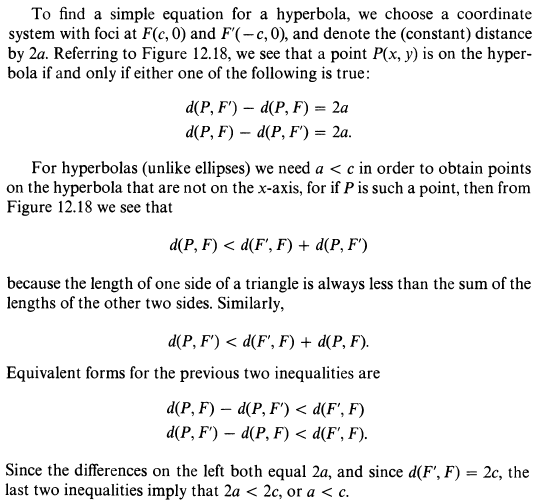 To find a simple equation for a hyperbola, we choose a coordinate
system with foci at F(c, 0) and F′(−c, 0), and denote the (constant) distance
by 2a. Referring to Figure 12.18, we see that a point P(x, y) is on the hyper-
bola if and only if either one of the following is true:
d(P, F′) − d(P, F) = 2a
d(P, F) − d(P, F′) = 2a.
For hyperbolas (unlike ellipses) we need a < c in order to obtain points
on the hyperbola that are not on the x-axis, for if P is such a point, then from
Figure 12.18 we see that
d(P, F) < d(F′, F) + d(P, F′)
because the length of one side of a triangle is always less than the sum of the
lengths of the other two sides. Similarly,
d(P, F′) < d(F′, F) + d(P, F).
Equivalent forms for the previous two inequalities are
d(P, F) − d(P, F′) < d(F′, F)
d(P, F′) − d(P, F) < d(F′, F).
Since the differences on the left both equal 2a, and since d(F′, F) = 2c, the
last two inequalities imply that 2a < 2c, or a < c.